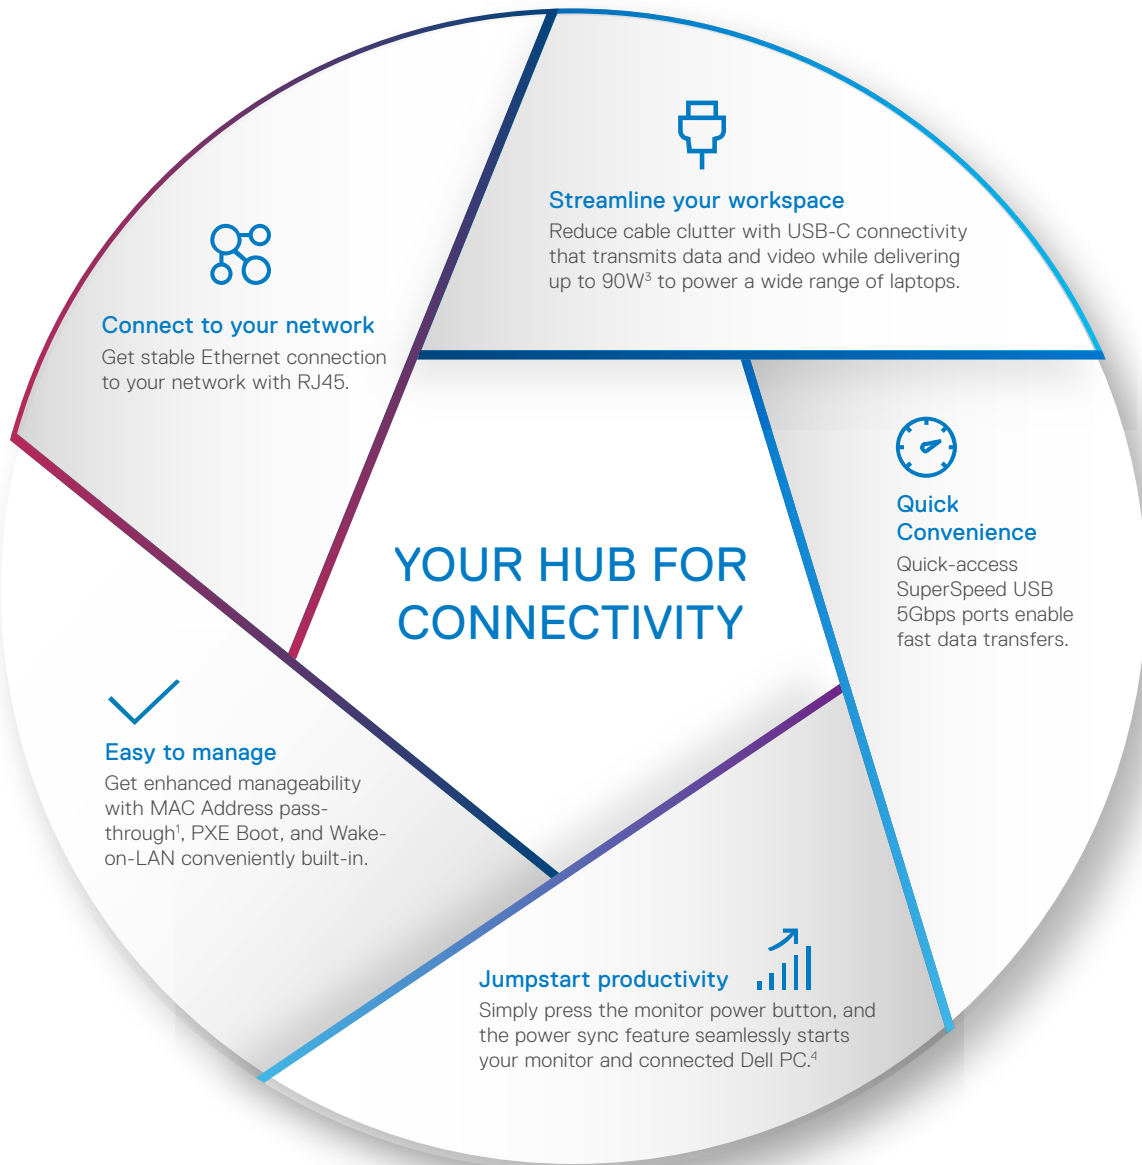 Streamline your workspace
Reduce cable clutter with USB-C connectivity
that transmits data and video while delivering
up to 90W³ to power a wide range of laptops.
Connect to your network
Get stable Ethernet connection
to your network with RJ45.
Quick
Convenience
Quick-access
SuperSpeed USB
5Gbps ports enable
fast data transfers.
YOUR HUB FOR
CONNECTIVITY
Easy to manage
Get enhanced manageability
with MAC Address pass-
through¹, PXE Boot, and Wake-
on-LAN conveniently built-in.
Jumpstart productivity
Simply press the monitor power button, and
the power sync feature seamlessly starts
your monitor and connected Dell PC.⁴